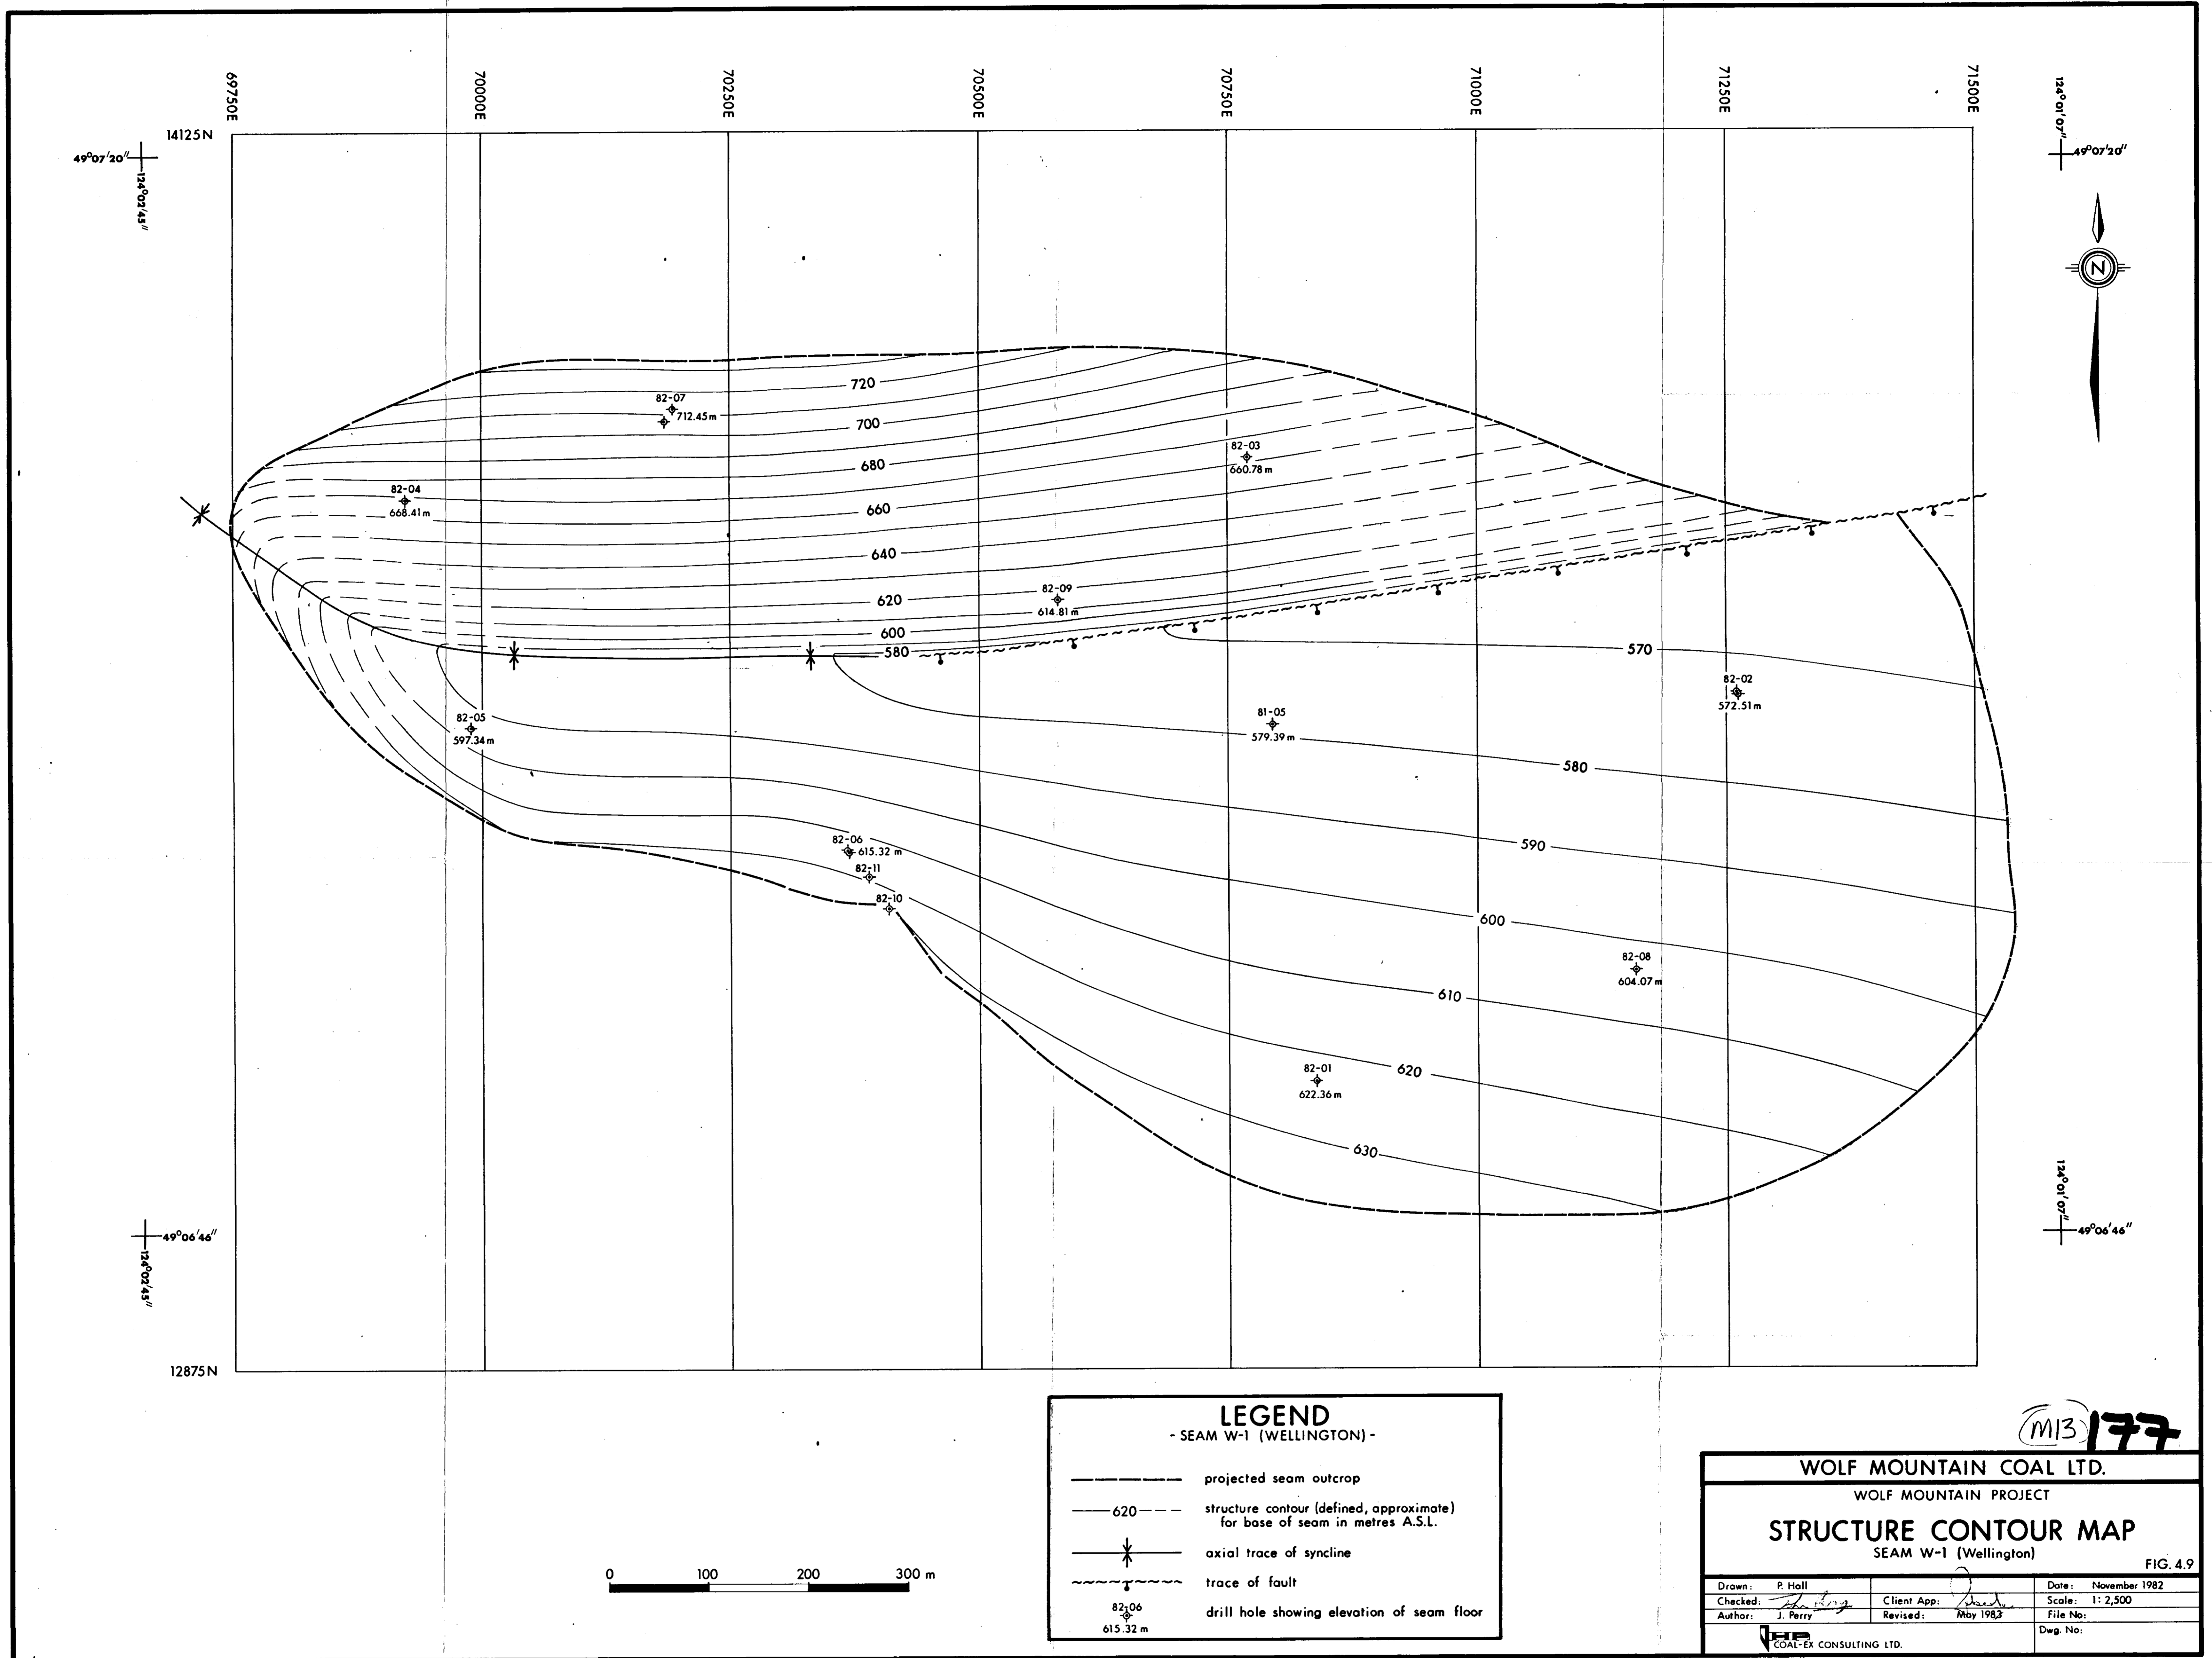 69750E
70000E
70250E
70500E
70750E
71000E
71250E
71500E
124°01'07"
14125N
49°07'20"
49°07'20"
124°02'45"
N
720
82-07
712.45m
700
82-03
660.78m
680
82-04
668.41m
660
640
82-09
614.81m
620
600
580
570
82-02
572.51m
82-05
597.34m
81-05
579.39m
580
590
82-06
615.32 m
82-11
82-10
600
82-08
604.07m
610
82-01
622.36m
620
630
124°01'07"
49°06'46"
49°06'46"
124°02'45"
12875N
LEGEND
- SEAM W-1 (WELLINGTON) -
projected seam outcrop
620
structure contour (defined, approximate)
for base of seam in metres A.S.L.
axial trace of syncline
trace of fault
82-06
615.32 m
drill hole showing elevation of seam floor
0 100 200 300 m
M13 177
WOLF MOUNTAIN COAL LTD.
WOLF MOUNTAIN PROJECT
STRUCTURE CONTOUR MAP
SEAM W-1 (Wellington)
FIG. 4.9
Drawn: P. Hall
Date: November 1982
Checked:
Client App:
Scale: 1: 2,500
Author: J. Perry
Revised: May 1983
File No:
Dwg. No:
COAL-EX CONSULTING LTD.